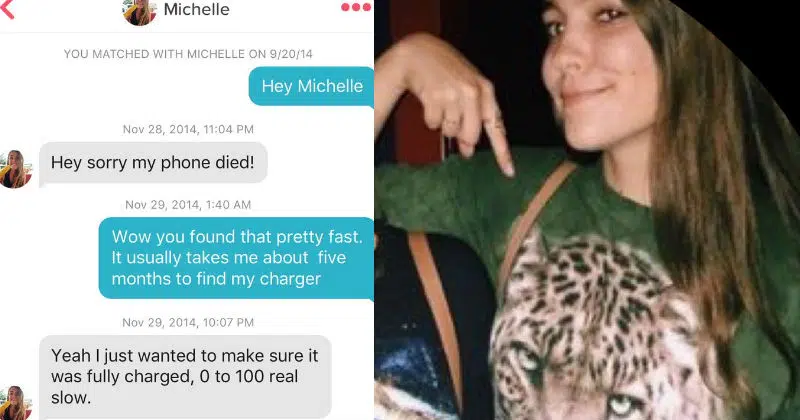 Michelle
YOU MATCHED WITH MICHELLE ON 9/20/14
Hey Michelle
Nov 28, 2014, 11:04 PM
Hey sorry my phone died!
Nov 29, 2014, 1:40 AM
Wow you found that pretty fast.
It usually takes me about five
months to find my charger
Nov 29, 2014, 10:07 PM
Yeah I just wanted to make sure it
was fully charged, 0 to 100 real
slow.